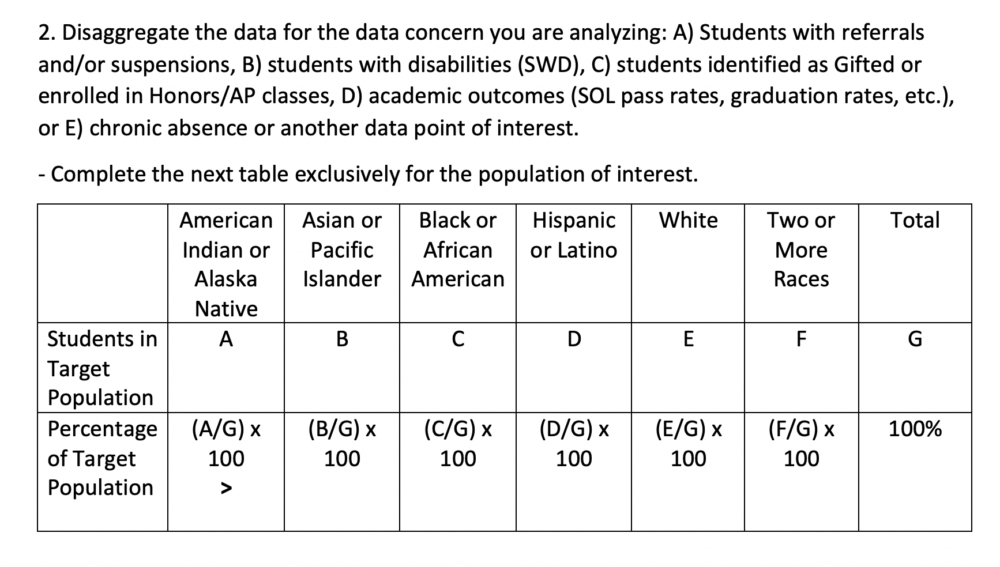 2. Disaggregate the data for the data concern you are analyzing: A) Students with referrals
and/or suspensions, B) students with disabilities (SWD), C) students identified as Gifted or
enrolled in Honors/AP classes, D) academic outcomes (SOL pass rates, graduation rates, etc.),
or E) chronic absence or another data point of interest.
- Complete the next table exclusively for the population of interest.
American Indian or Alaska Native Asian or Pacific Islander Black or African American Hispanic or Latino White Two or More Races Total
Students in Target Population A B C D E F G
Percentage of Target Population (A/G) x 100 > (B/G) x 100 (C/G) x 100 (D/G) x 100 (E/G) x 100 (F/G) x 100 100%